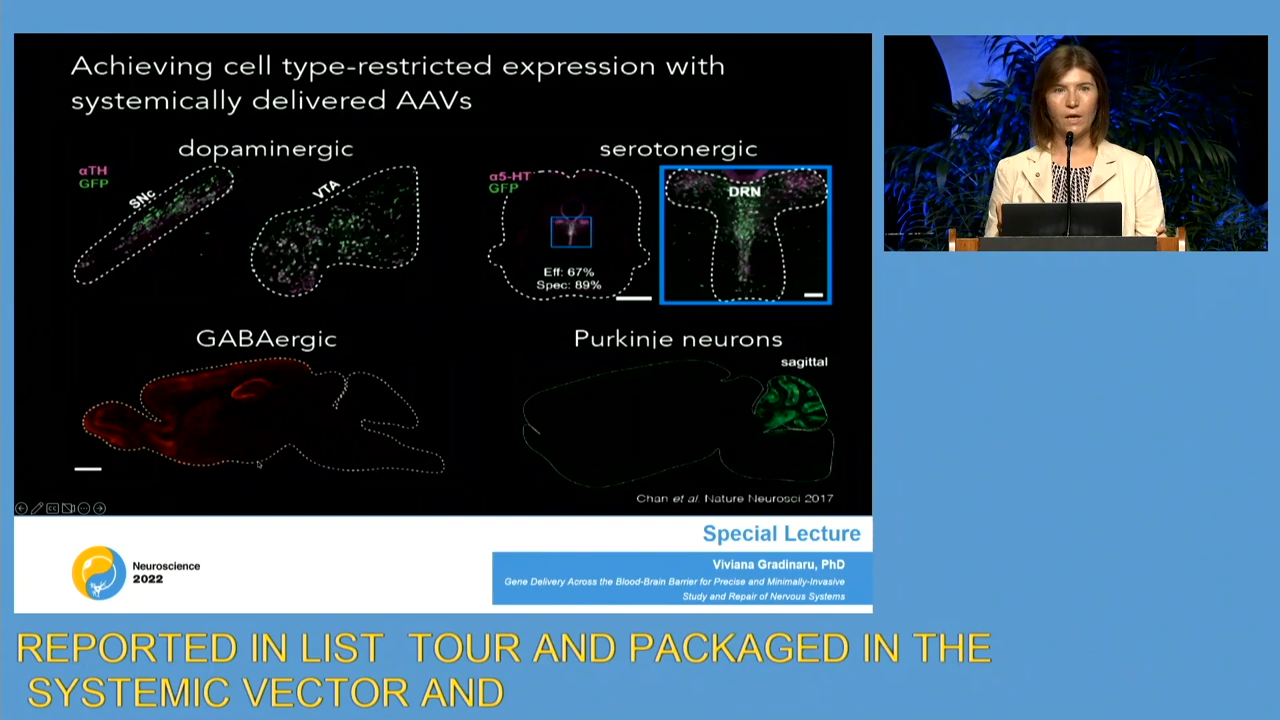 Achieving cell type-restricted expression with
systemically delivered AAVs
dopaminergic
αTH
GFP
SNc
VTA
serotonergic
α5-HT
GFP
Eff: 67%
Spec: 89%
DRN
GABAergic
Purkinje neurons
sagittal
Chan et al. Nature Neurosci 2017
Special Lecture
Neuroscience
2022
Viviana Gradinaru, PhD
Gene Delivery Across the Blood-Brain Barrier for Precise and Minimally-Invasive
Study and Repair of Nervous Systems
REPORTED IN LIST  TOUR AND PACKAGED IN THE
SYSTEMIC VECTOR AND